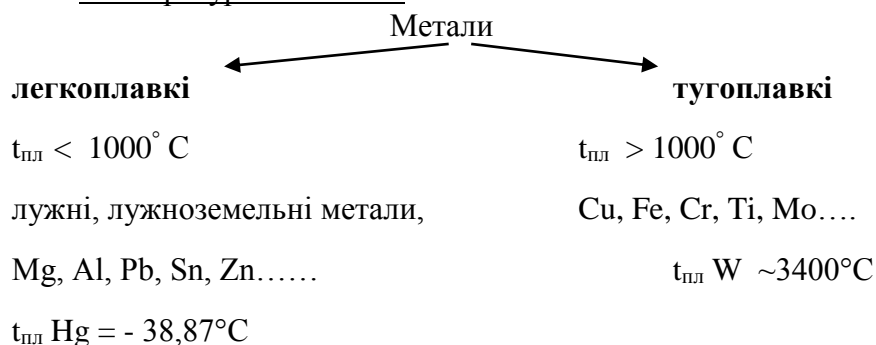 Метали
легкоплавкі тугоплавкі
tпл < 1000° С tпл > 1000° С
лужні, лужноземельні метали, Cu, Fe, Cr, Ti, Mo….
Mg, Al, Pb, Sn, Zn…… tпл W ~3400°С
tпл Hg = - 38,87°С